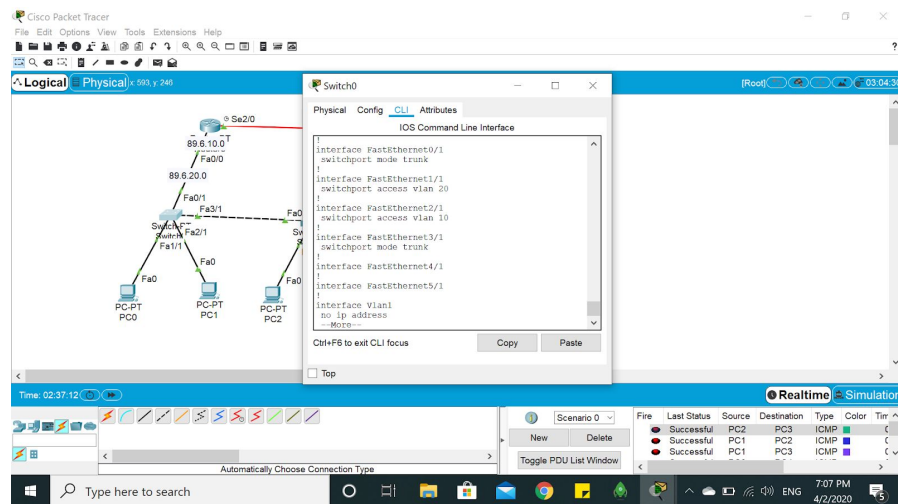 Cisco Packet Tracer
File Edit Options View Tools Extensions Help
?
Logical Physical x: 593, y: 246
[Root] 03:04:30
Se2/0
89.6.10.0
Fa0/0
89.6.20.0
Fa0/1
Fa3/1
Fa2/1
Fa1/1
Fa0
Fa0
Fa0
PC-PT
PC0
PC-PT
PC1
PC-PT
PC2
Switch0
Physical Config CLI Attributes
IOS Command Line Interface
!
interface FastEthernet0/1
switchport mode trunk
!
interface FastEthernet1/1
switchport access vlan 20
!
interface FastEthernet2/1
switchport access vlan 10
!
interface FastEthernet3/1
switchport mode trunk
!
interface FastEthernet4/1
!
interface FastEthernet5/1
!
interface Vlan1
no ip address
--More--
Ctrl+F6 to exit CLI focus
Copy
Paste
Top
Time: 02:37:12
Realtime Simulation
Scenario 0
New Delete
Toggle PDU List Window
Fire Last Status Source Destination Type Color
Successful PC2 PC3 ICMP
Successful PC1 PC2 ICMP
Successful PC1 PC3 ICMP
Automatically Choose Connection Type
Type here to search
ENG
7:07 PM
4/2/2020
5